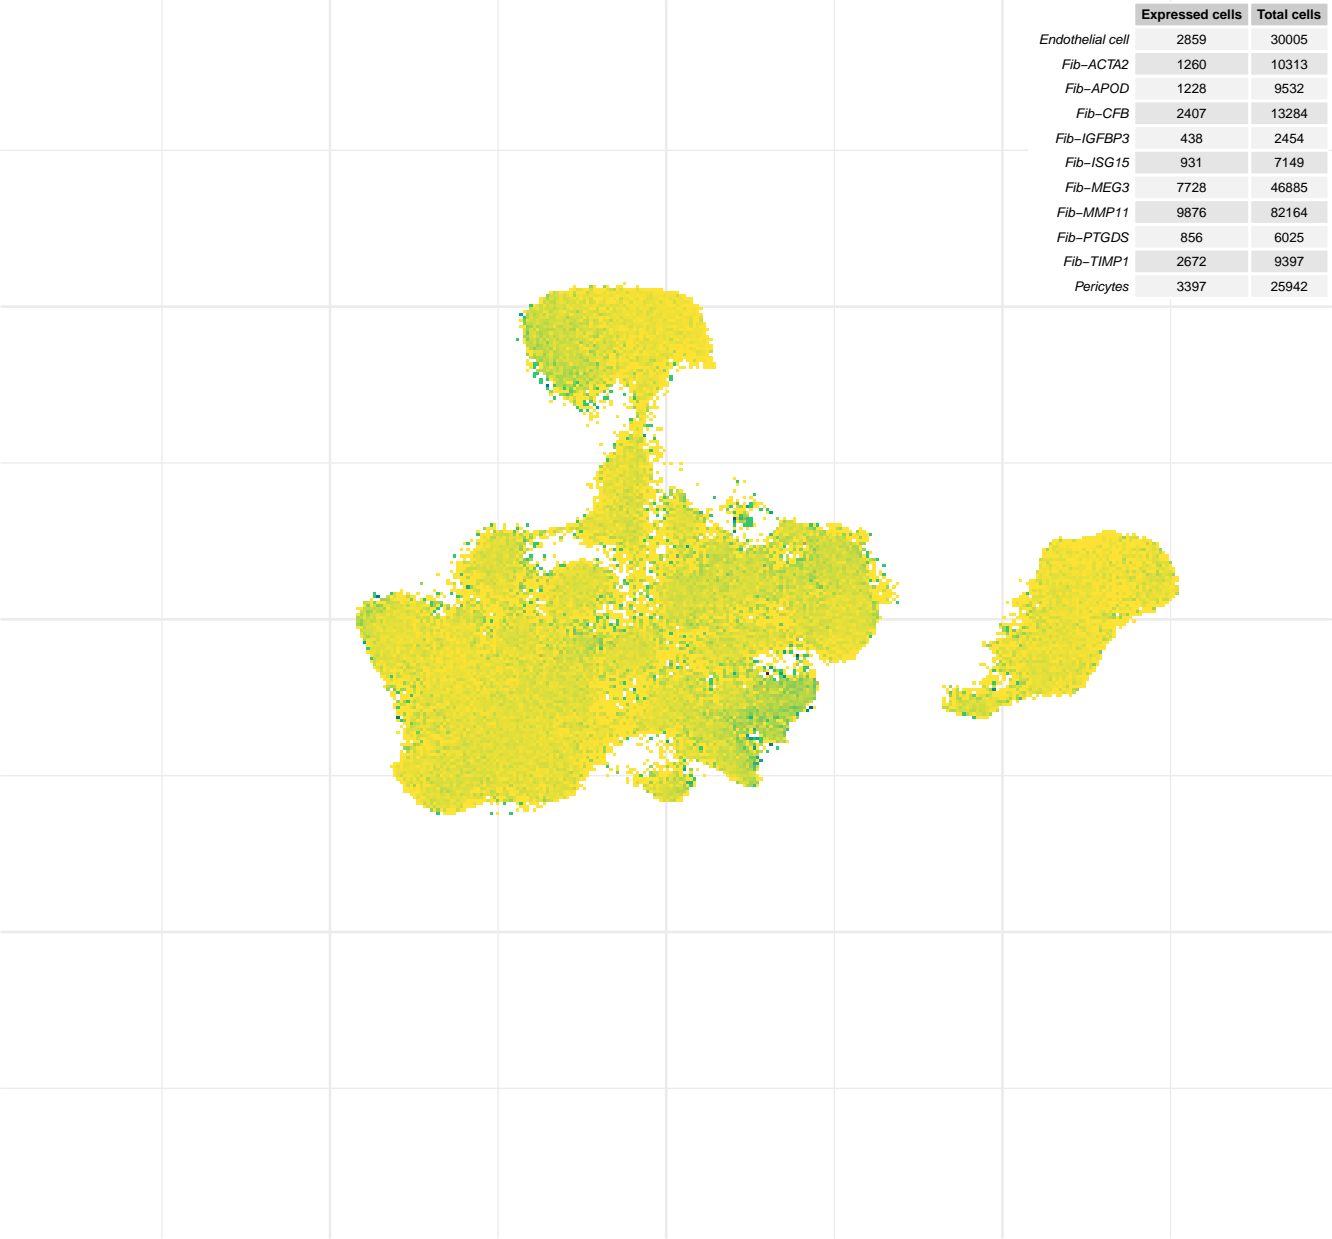 Expressed cells Total cells
Endothelial cell 2859 30005
Fib−ACTA2 1260 10313
Fib−APOD 1228 9532
Fib−CFB 2407 13284
Fib−IGFBP3 438 2454
Fib−ISG15 931 7149
Fib−MEG3 7728 46885
Fib−MMP11 9876 82164
Fib−PTGDS 856 6025
Fib−TIMP1 2672 9397
Pericytes 3397 25942